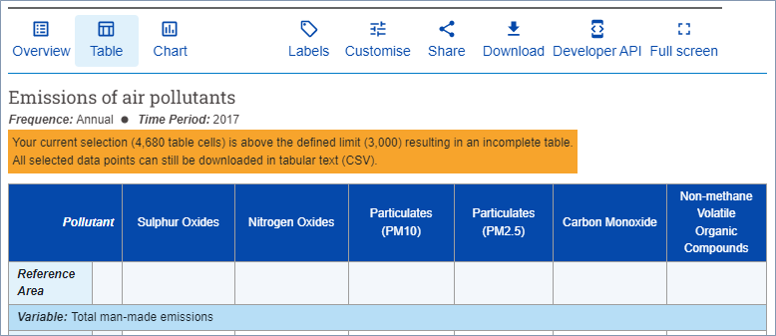 Overview Table Chart Labels Customise Share Download Developer API Full screen
Emissions of air pollutants
Frequence: Annual ● Time Period: 2017
Your current selection (4,680 table cells) is above the defined limit (3,000) resulting in an incomplete table.
All selected data points can still be downloaded in tabular text (CSV).
Pollutant
Sulphur Oxides
Nitrogen Oxides
Particulates
(PM10)
Particulates
(PM2.5)
Carbon Monoxide
Non-methane
Volatile
Organic
Compounds
Reference
Area
Variable: Total man-made emissions